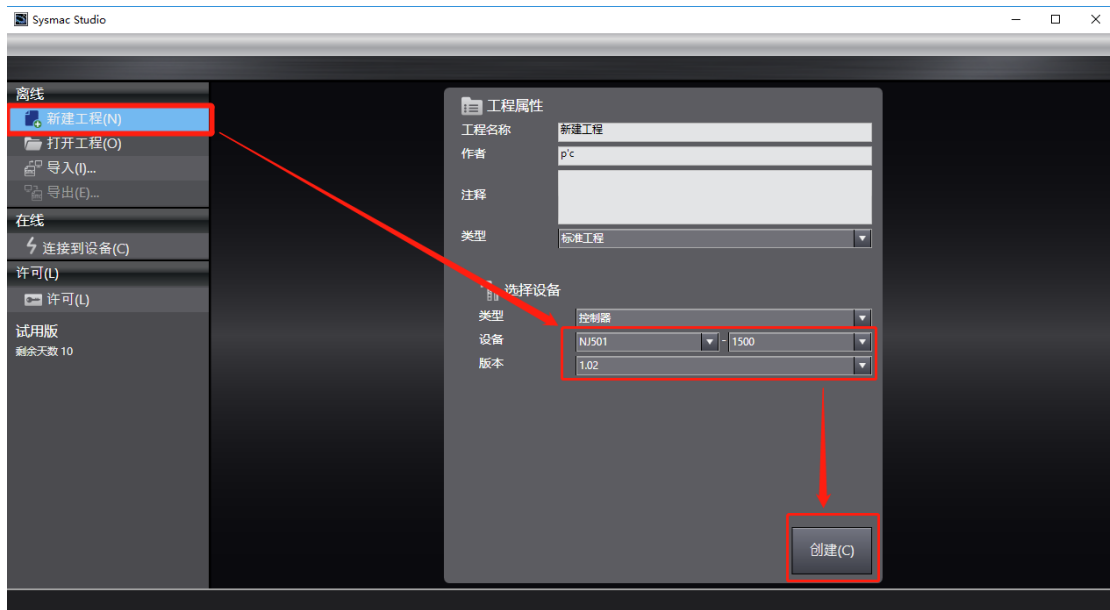 Sysmac Studio
离线
新建工程(N)
打开工程(O)
导入(I)...
导出(E)...
在线
连接到设备(C)
许可(L)
许可(L)
试用版
剩余天数 10
工程属性
工程名称 新建工程
作者 p'c
注释
类型 标准工程
选择设备
类型 控制器
设备 NJ501 - 1500
版本 1.02
创建(C)